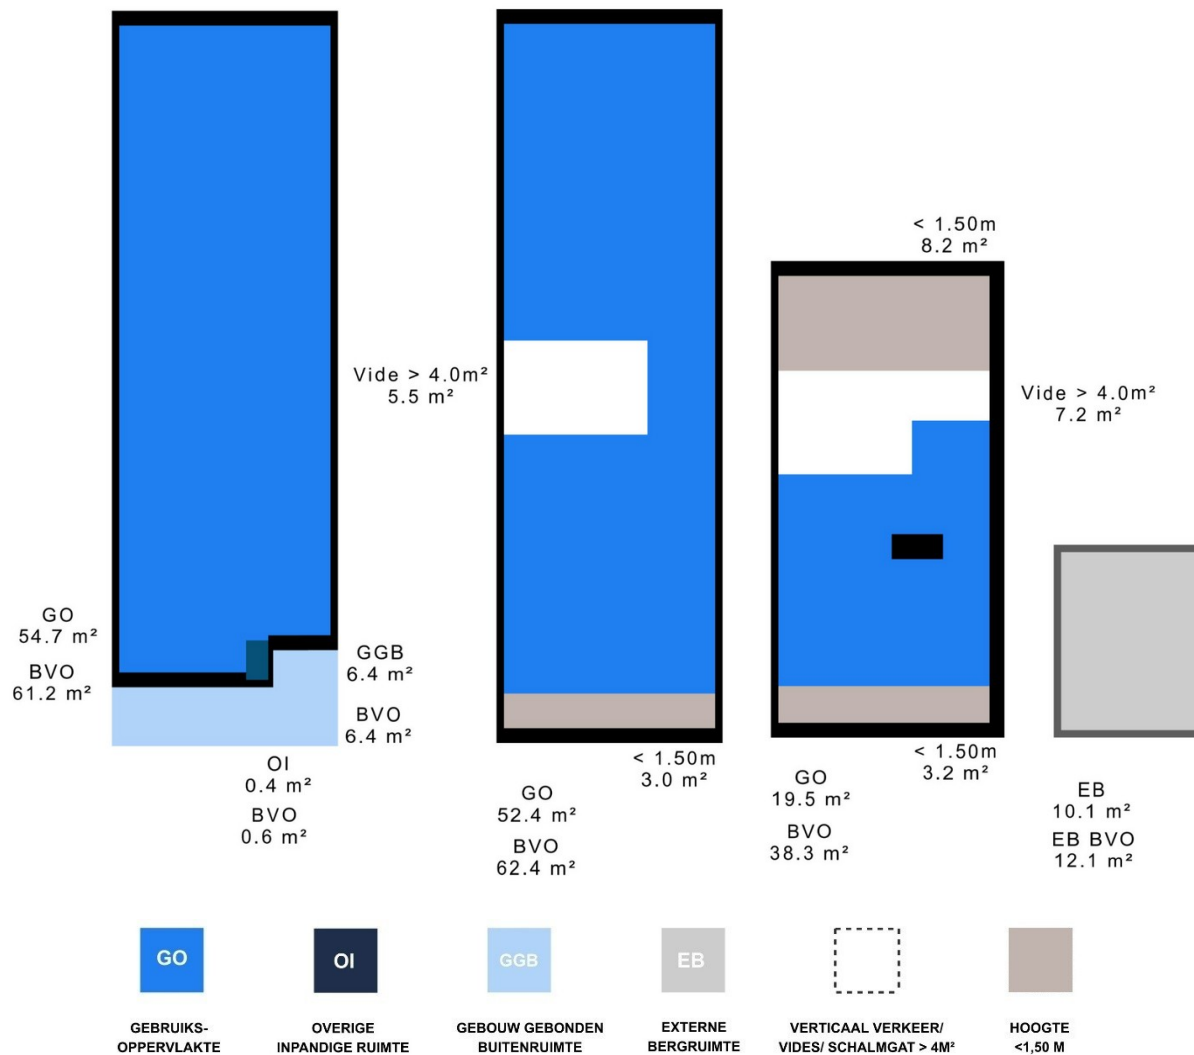 < 1.50m
8.2 m²
Vide > 4.0m²
5.5 m²
Vide > 4.0m²
7.2 m²
GO
54.7 m²
BVO
61.2 m²
GGB
6.4 m²
BVO
6.4 m²
OI
0.4 m²
BVO
0.6 m²
< 1.50m
3.0 m²
GO
52.4 m²
BVO
62.4 m²
< 1.50m
3.2 m²
GO
19.5 m²
BVO
38.3 m²
EB
10.1 m²
EB BVO
12.1 m²
GO
OI
GGB
EB
GEBRUIKS-
OPPERVLAKTE
OVERIGE
INPANDIGE RUIMTE
GEBOUW GEBONDEN
BUITENRUIMTE
EXTERNE
BERGRUIMTE
VERTICAAL VERKEER/
VIDES/ SCHALMGAT > 4M²
HOOGTE
<1,50 M